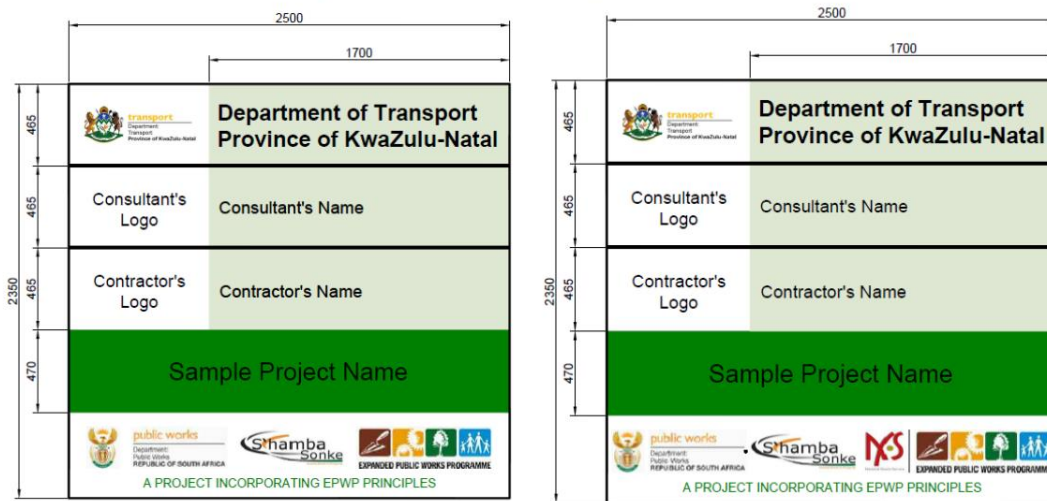 2500
1700
465
transport
Department:
Transport
Province of KwaZulu-Natal
Department of Transport
Province of KwaZulu-Natal
465
Consultant's
Logo
Consultant's Name
2350
465
Contractor's
Logo
Contractor's Name
470
Sample Project Name
public works
Department:
Public Works
REPUBLIC OF SOUTH AFRICA
S'hamba
Sonke
EXPANDED PUBLIC WORKS PROGRAMME
A PROJECT INCORPORATING EPWP PRINCIPLES
2500
1700
465
transport
Department:
Transport
Province of KwaZulu-Natal
Department of Transport
Province of KwaZulu-Natal
465
Consultant's
Logo
Consultant's Name
2350
465
Contractor's
Logo
Contractor's Name
470
Sample Project Name
public works
Department:
Public Works
REPUBLIC OF SOUTH AFRICA
S'hamba
Sonke
NYS
EXPANDED PUBLIC WORKS PROGRAMME
A PROJECT INCORPORATING EPWP PRINCIPLES